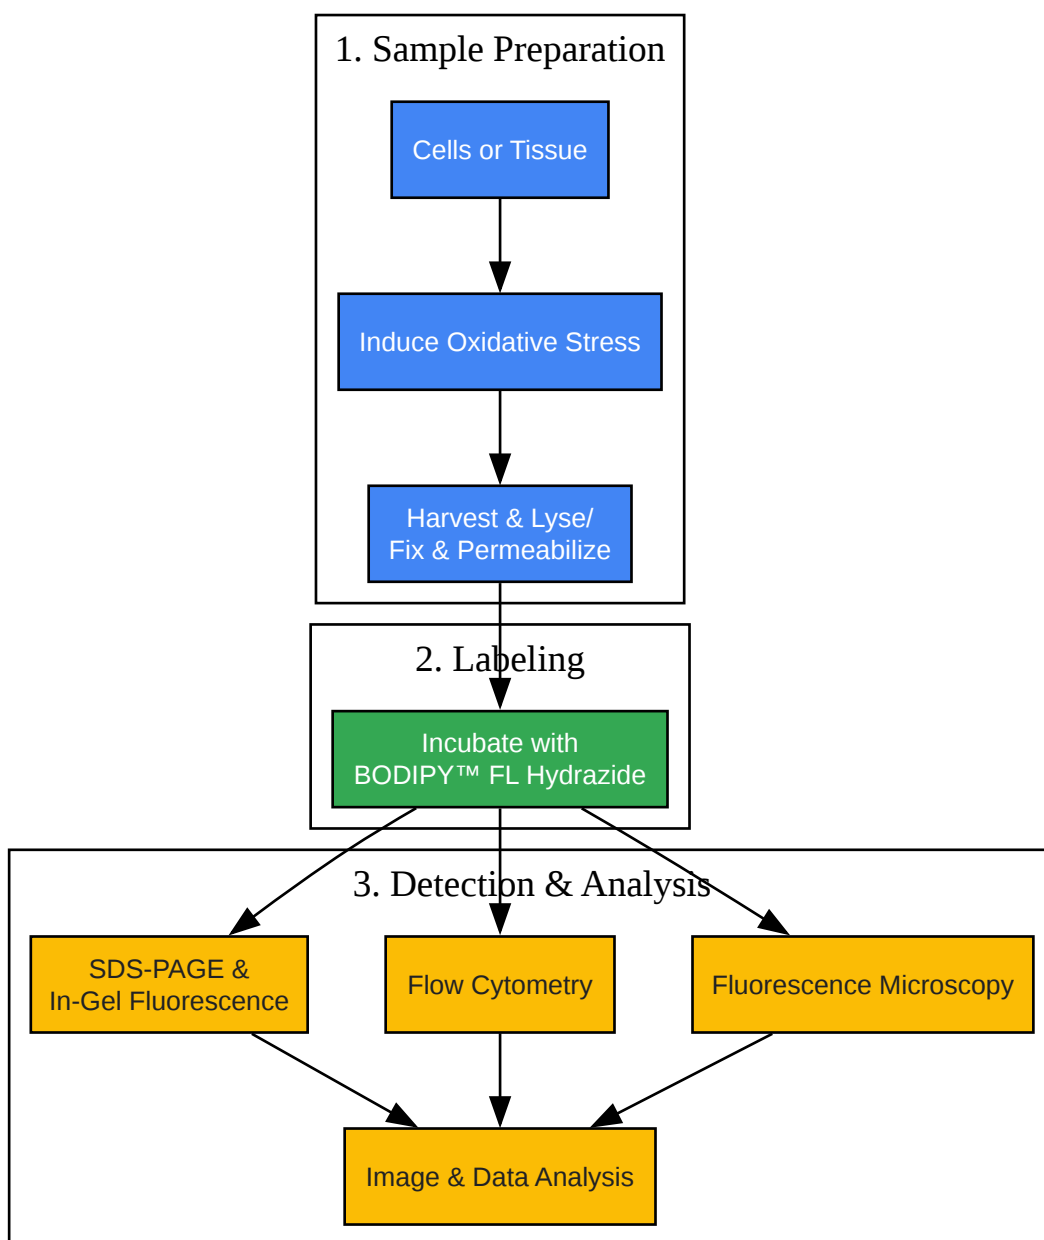 1. Sample Preparation
Cells or Tissue
Induce Oxidative Stress
Harvest & Lyse/
Fix & Permeabilize
2. Labeling
Incubate with
BODIPY™ FL Hydrazide
3. Detection & Analysis
SDS-PAGE &
In-Gel Fluorescence
Flow Cytometry
Fluorescence Microscopy
Image & Data Analysis